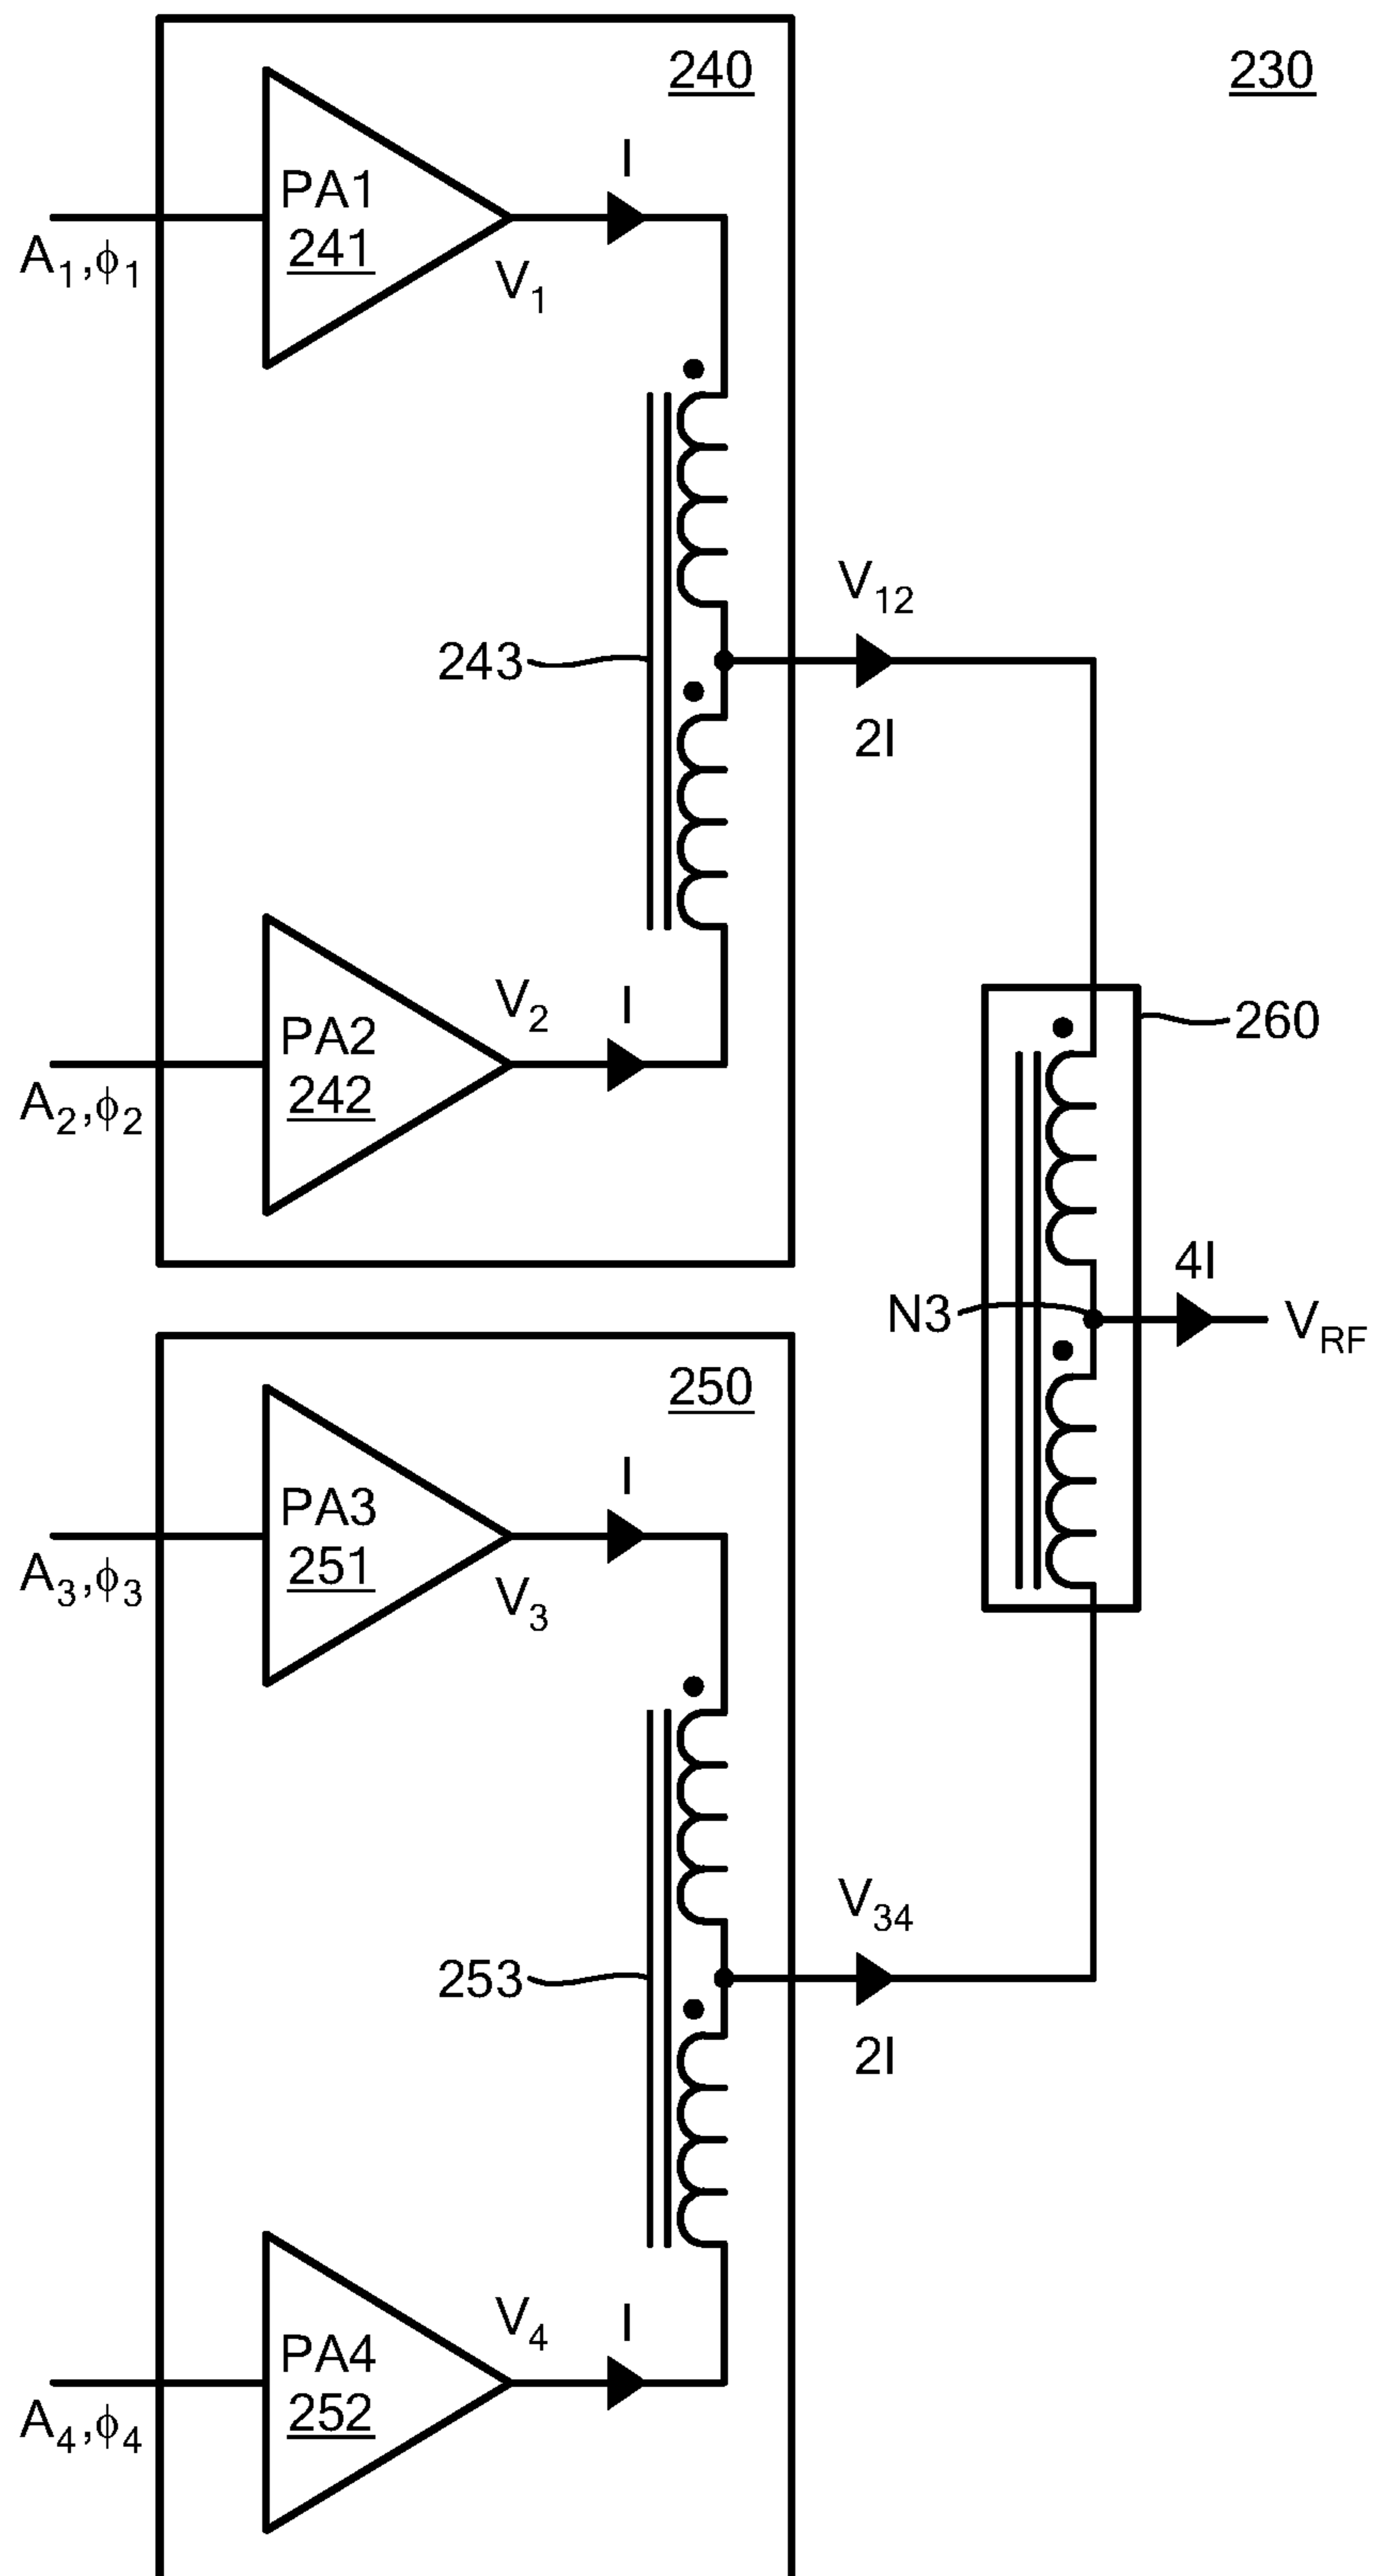 240
230
PA1
241
I
A₁,ϕ₁
V₁
243
V₁₂
2I
PA2
242
V₂
I
A₂,ϕ₂
260
4I
N3
V_RF
250
PA3
251
I
A₃,ϕ₃
V₃
253
V₃₄
2I
PA4
252
V₄
I
A₄,ϕ₄